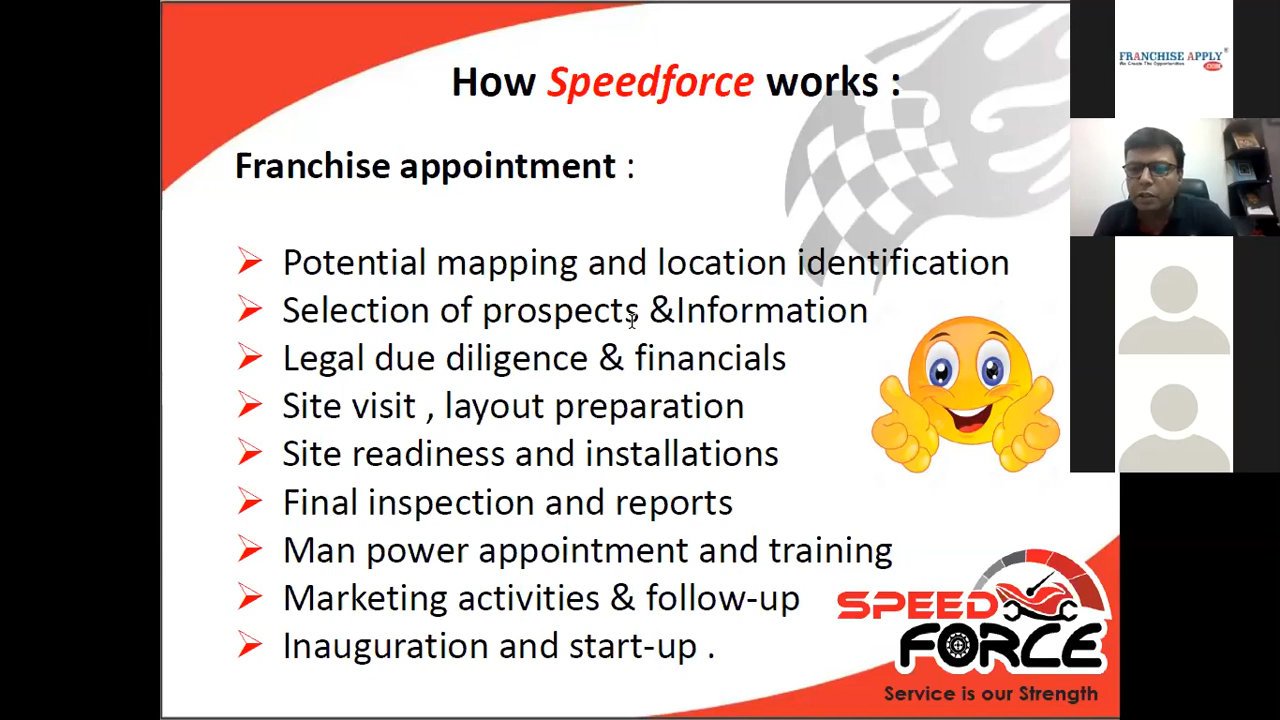 How Speedforce works :
Franchise appointment :
Potential mapping and location identification
Selection of prospects &Information
Legal due diligence & financials
Site visit , layout preparation
Site readiness and installations
Final inspection and reports
Man power appointment and training
Marketing activities & follow-up
Inauguration and start-up .
SPEED
FORCE
Service is our Strength
FRANCHISE APPLY
We Create The Opportunities
.COM